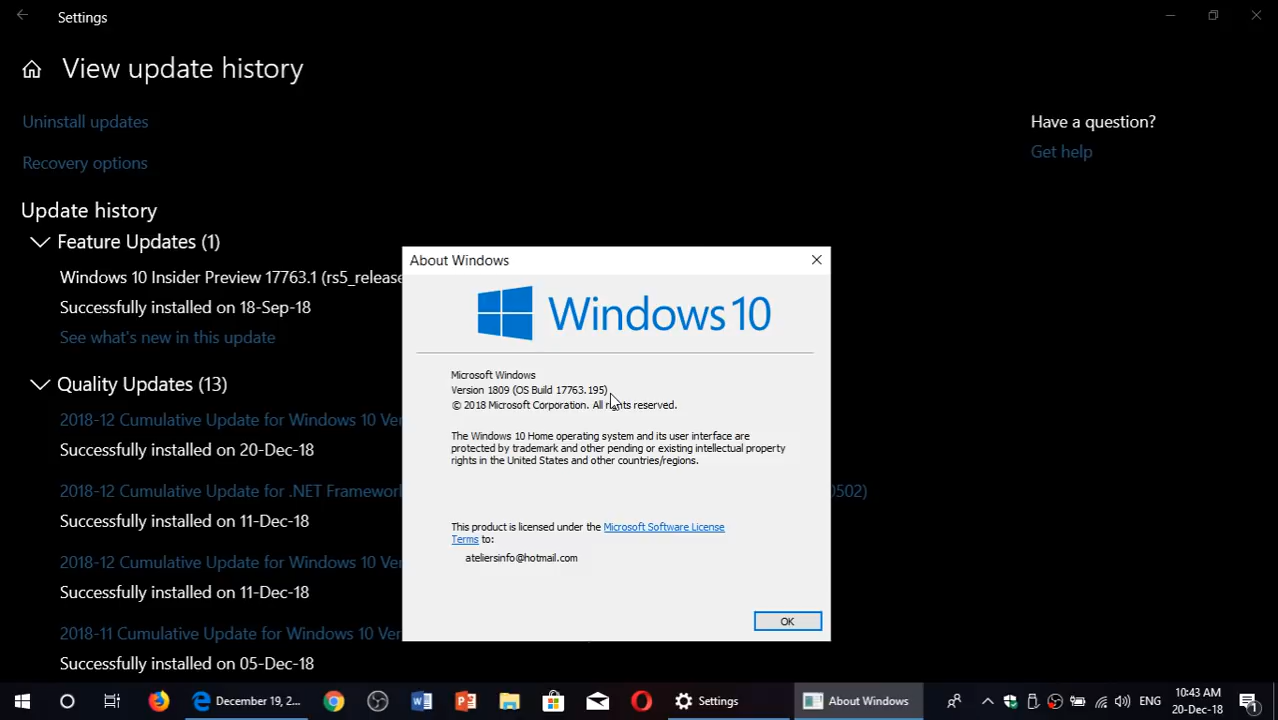 Settings
View update history
Uninstall updates
Recovery options
Have a question?
Get help
Update history
Feature Updates (1)
Windows 10 Insider Preview 17763.1 (rs5_release
Successfully installed on 18-Sep-18
See what's new in this update
Quality Updates (13)
2018-12 Cumulative Update for Windows 10 Ver
Successfully installed on 20-Dec-18
2018-12 Cumulative Update for .NET Framework
0502)
Successfully installed on 11-Dec-18
2018-12 Cumulative Update for Windows 10 Ver
Successfully installed on 11-Dec-18
2018-11 Cumulative Update for Windows 10 Ver
Successfully installed on 05-Dec-18
About Windows
Windows 10
Microsoft Windows
Version 1809 (OS Build 17763.195)
© 2018 Microsoft Corporation. All rights reserved.
The Windows 10 Home operating system and its user interface are
protected by trademark and other pending or existing intellectual property
rights in the United States and other countries/regions.
This product is licensed under the Microsoft Software License
Terms to:
ateliersinfo@hotmail.com
OK
December 19, 2...
Settings
About Windows
ENG
10:43 AM
20-Dec-18
1